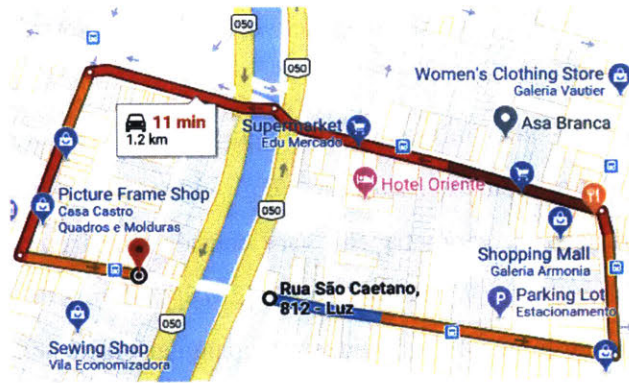 050
050
Women's Clothing Store
Galeria Vautier
11 min
1.2 km
Supermarket
Edu Mercado
Asa Branca
Hotel Oriente
Picture Frame Shop
Casa Castro
Quadros e Molduras
050
Shopping Mall
Galeria Armonia
Rua São Caetano,
812 - Luz
Parking Lot
Estacionamento
050
Sewing Shop
Vila Economizadora